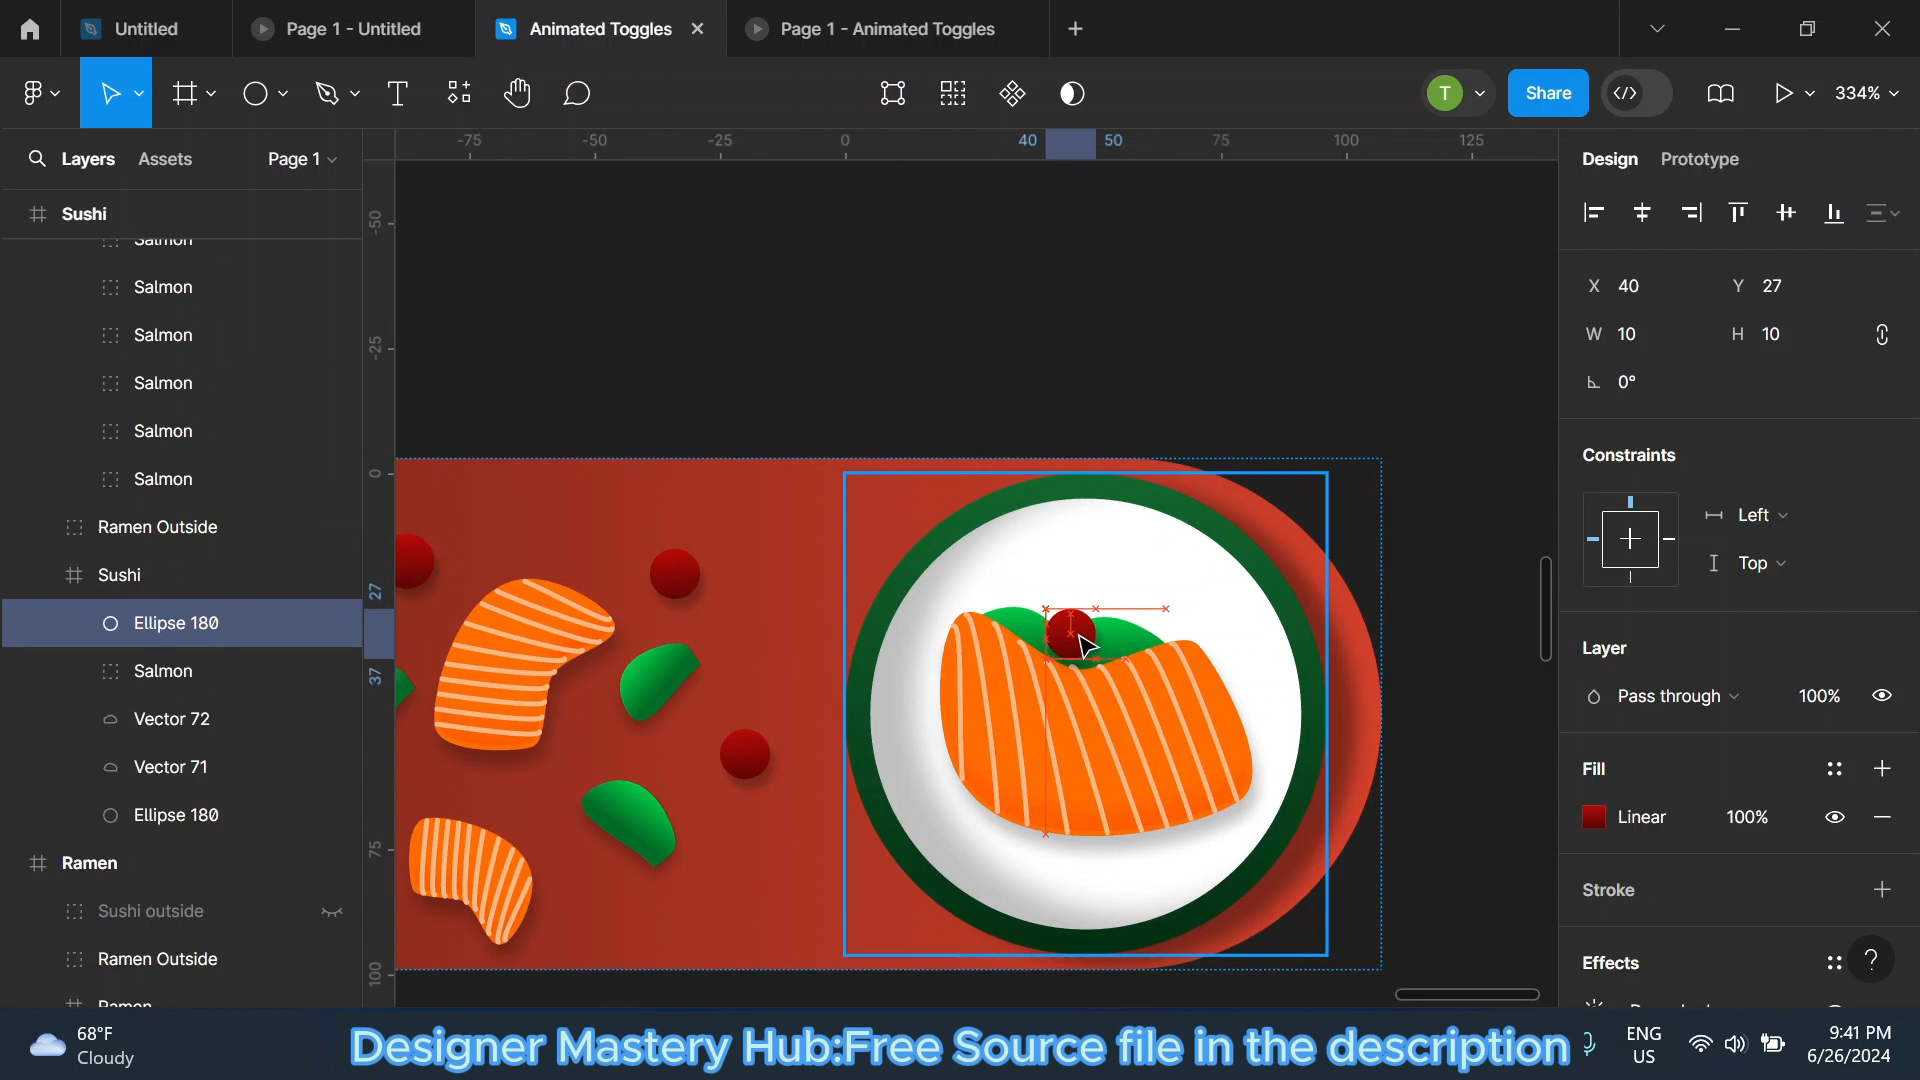 Untitled
Page 1 - Untitled
Animated Toggles
Page 1 - Animated Toggles
T
Share
334%
Layers
Assets
Page 1
Design
Prototype
Sushi
Salmon
Salmon
Salmon
Salmon
Salmon
Salmon
Ramen Outside
Sushi
Ellipse 180
Salmon
Vector 72
Vector 71
Ellipse 180
Ramen
Sushi outside
Ramen Outside
Ramen
-75
-50
-25
0
40
50
75
100
125
-50
-25
0
27
37
75
100
X 40
Y 27
W 10
H 10
0°
Constraints
Left
Top
Layer
Pass through
100%
Fill
Linear
100%
Stroke
Effects
?
68°F
Cloudy
Designer Mastery Hub:Free Source file in the description
ENG
US
9:41 PM
6/26/2024